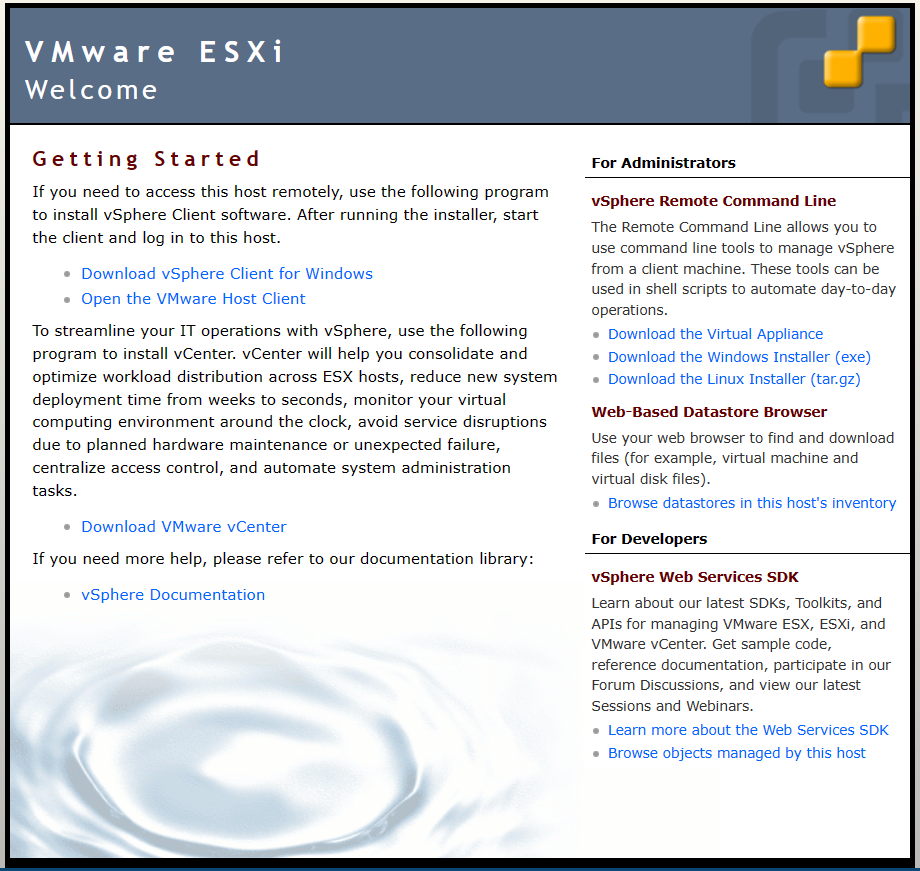 VMware ESXi
Welcome
Getting Started
If you need to access this host remotely, use the following program
to install vSphere Client software. After running the installer, start
the client and log in to this host.
Download vSphere Client for Windows
Open the VMware Host Client
To streamline your IT operations with vSphere, use the following
program to install vCenter. vCenter will help you consolidate and
optimize workload distribution across ESX hosts, reduce new system
deployment time from weeks to seconds, monitor your virtual
computing environment around the clock, avoid service disruptions
due to planned hardware maintenance or unexpected failure,
centralize access control, and automate system administration
tasks.
Download VMware vCenter
If you need more help, please refer to our documentation library:
vSphere Documentation
For Administrators
vSphere Remote Command Line
The Remote Command Line allows you to
use command line tools to manage vSphere
from a client machine. These tools can be
used in shell scripts to automate day-to-day
operations.
Download the Virtual Appliance
Download the Windows Installer (exe)
Download the Linux Installer (tar.gz)
Web-Based Datastore Browser
Use your web browser to find and download
files (for example, virtual machine and
virtual disk files).
Browse datastores in this host's inventory
For Developers
vSphere Web Services SDK
Learn about our latest SDKs, Toolkits, and
APIs for managing VMware ESX, ESXi, and
VMware vCenter. Get sample code,
reference documentation, participate in our
Forum Discussions, and view our latest
Sessions and Webinars.
Learn more about the Web Services SDK
Browse objects managed by this host